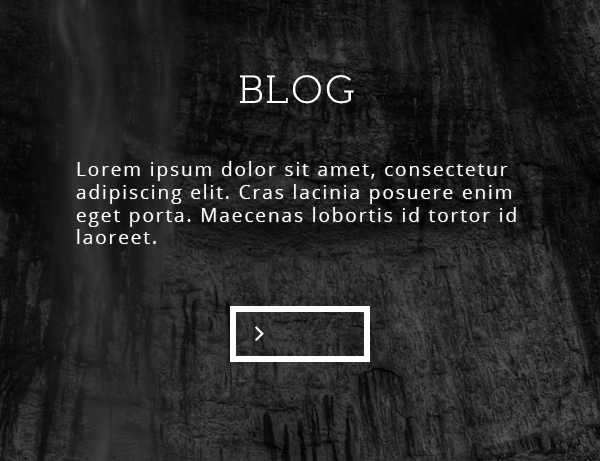 BLOG
Lorem ipsum dolor sit amet, consectetur
adipiscing elit. Cras lacinia posuere enim
eget porta. Maecenas lobortis id tortor id
laoreet.